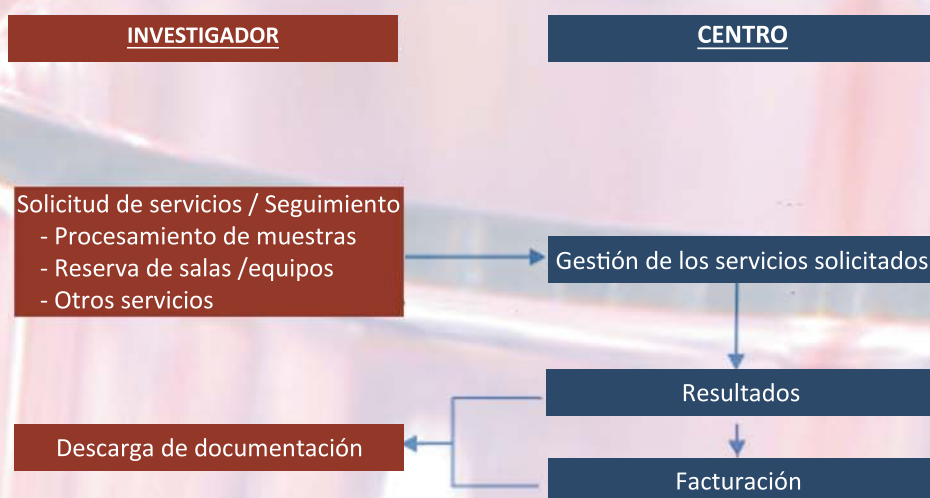 INVESTIGADOR
CENTRO
Solicitud de servicios / Seguimiento
- Procesamiento de muestras
- Reserva de salas /equipos
- Otros servicios
Gestión de los servicios solicitados
Resultados
Descarga de documentación
Facturación